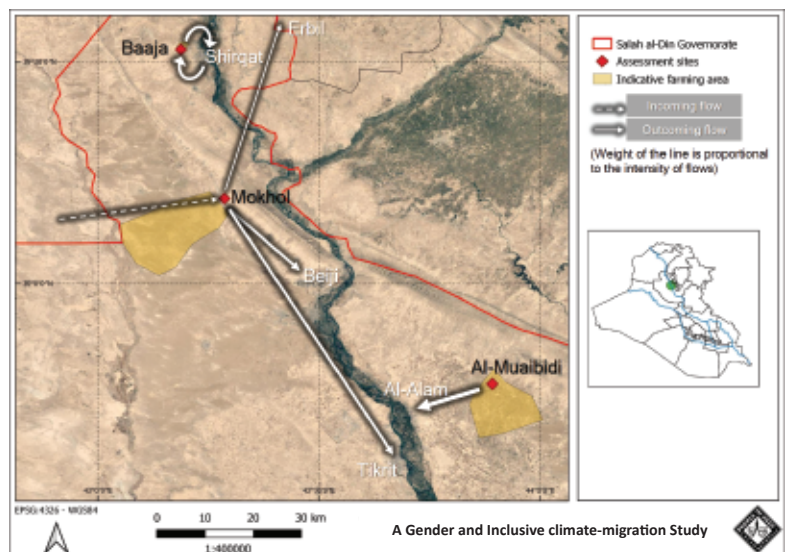 Erbil
Baaja
Shirgat
Mokhol
Beiji
Al-Muaibidi
Al-Alam
Tikrit
EPSG:4326 - WGS84
0 10 20 30 km
1:400000
Salah al-Din Governorate
Assessment sites
Indicative farming area
Incoming flow
Outcoming flow
(Weight of the line is proportional
to the intensity of flows)
A Gender and Inclusive climate-migration Study